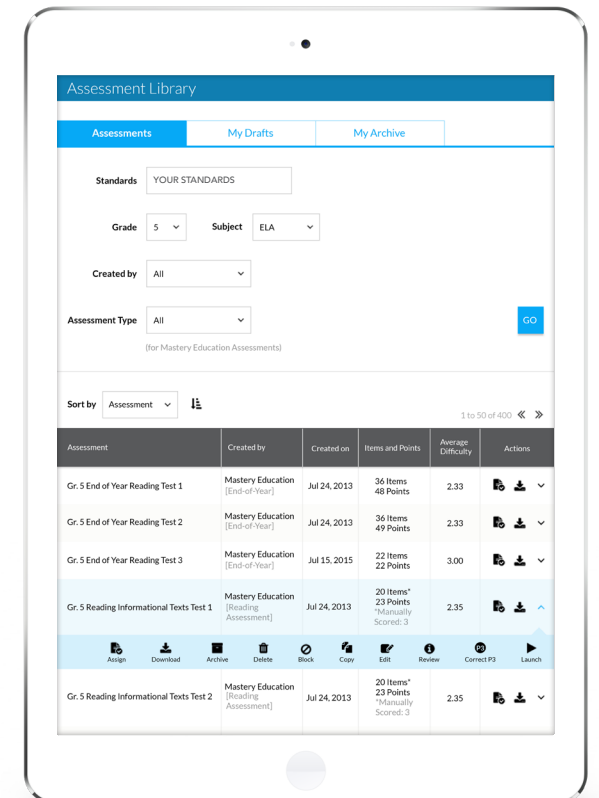 Assessment Library
Assessments
My Drafts
My Archive
Standards
YOUR STANDARDS
Grade
5
Subject
ELA
Created by
All
Assessment Type
All
GO
(for Mastery Education Assessments)
Sort by
Assessment
1 to 50 of 400
Assessment
Created by
Created on
Items and Points
Average
Difficulty
Actions
Gr. 5 End of Year Reading Test 1
Mastery Education
[End-of-Year]
Jul 24, 2013
36 Items
48 Points
2.33
Gr. 5 End of Year Reading Test 2
Mastery Education
[End-of-Year]
Jul 24, 2013
36 Items
49 Points
2.33
Gr. 5 End of Year Reading Test 3
Mastery Education
[End-of-Year]
Jul 15, 2015
22 Items
22 Points
3.00
Gr. 5 Reading Informational Texts Test 1
Mastery Education
[Reading
Assessment]
Jul 24, 2013
20 Items*
23 Points
*Manually
Scored: 3
2.35
Assign
Download
Archive
Delete
Block
Copy
Edit
Review
P3
Correct P3
Launch
Gr. 5 Reading Informational Texts Test 2
Mastery Education
[Reading
Assessment]
Jul 24, 2013
20 Items*
23 Points
*Manually
Scored: 3
2.35